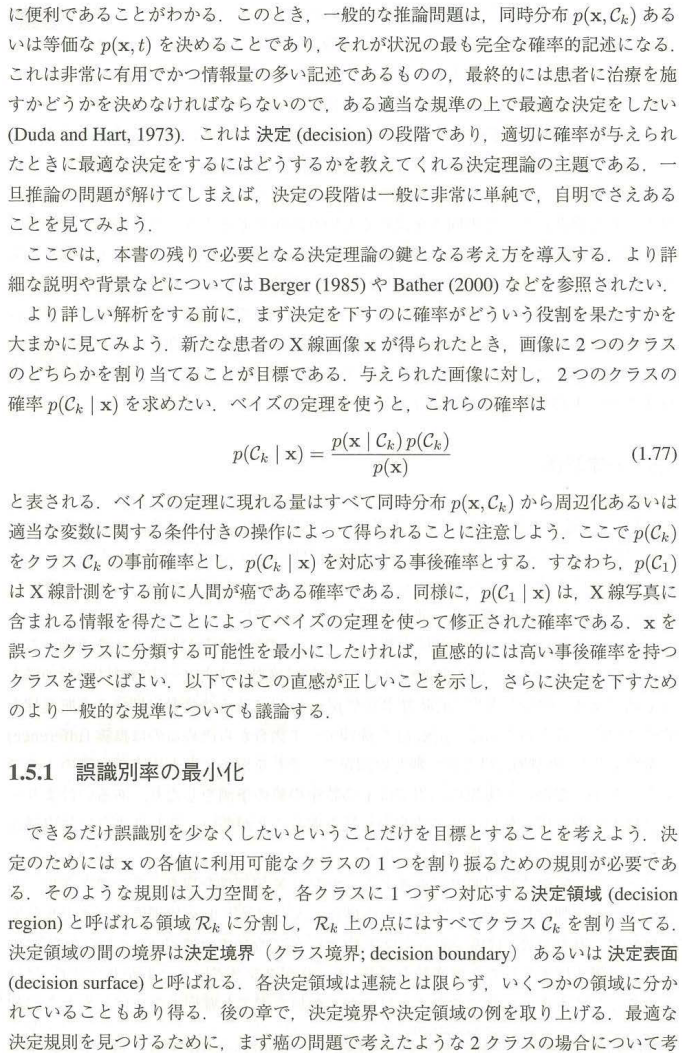 に便利であることがわかる．このとき，一般的な推論問題は，同時分布 p(x, C_k) ある
いは等価な p(x, t) を決めることであり，それが状況の最も完全な確率的記述になる．
これは非常に有用でかつ情報量の多い記述であるものの，最終的には患者に治療を施
すかどうかを決めなければならないので，ある適当な規準の上で最適な決定をしたい
(Duda and Hart, 1973)．これは 決定 (decision) の段階であり，適切に確率が与えられ
たときに最適な決定をするにはどうするかを教えてくれる決定理論の主題である．一
旦推論の問題が解けてしまえば，決定の段階は一般に非常に単純で，自明でさえある
ことを見てみよう．
ここでは，本書の残りで必要となる決定理論の鍵となる考え方を導入する．より詳
細な説明や背景などについては Berger (1985) や Bather (2000) などを参照されたい．
より詳しい解析をする前に，まず決定を下すのに確率がどういう役割を果たすかを
大まかに見てみよう．新たな患者の X 線画像 x が得られたとき，画像に 2 つのクラス
のどちらかを割り当てることが目標である．与えられた画像に対し，2 つのクラスの
確率 p(C_k | x) を求めたい．ベイズの定理を使うと，これらの確率は
p(C_k | x) = p(x | C_k) p(C_k) / p(x) (1.77)
と表される．ベイズの定理に現れる量はすべて同時分布 p(x, C_k) から周辺化あるいは
適当な変数に関する条件付きの操作によって得られることに注意しよう．ここで p(C_k)
をクラス C_k の事前確率とし，p(C_k | x) を対応する事後確率とする．すなわち，p(C_1)
は X 線計測をする前に人間が癌である確率である．同様に，p(C_1 | x) は，X 線写真に
含まれる情報を得たことによってベイズの定理を使って修正された確率である．x を
誤ったクラスに分類する可能性を最小にしたければ，直感的には高い事後確率を持つ
クラスを選べばよい．以下ではこの直感が正しいことを示し，さらに決定を下すため
のより一般的な規準についても議論する．
1.5.1 誤識別率の最小化
できるだけ誤識別を少なくしたいということだけを目標とすることを考えよう．決
定のためには x の各値に利用可能なクラスの 1 つを割り振るための規則が必要であ
る．そのような規則は入力空間を，各クラスに 1 つずつ対応する決定領域 (decision
region) と呼ばれる領域 R_k に分割し，R_k 上の点にはすべてクラス C_k を割り当てる．
決定領域の間の境界は決定境界（クラス境界; decision boundary） あるいは 決定表面
(decision surface) と呼ばれる．各決定領域は連続とは限らず，いくつかの領域に分か
れていることもあり得る．後の章で，決定境界や決定領域の例を取り上げる．最適な
決定規則を見つけるために，まず癌の問題で考えたような 2 クラスの場合について考